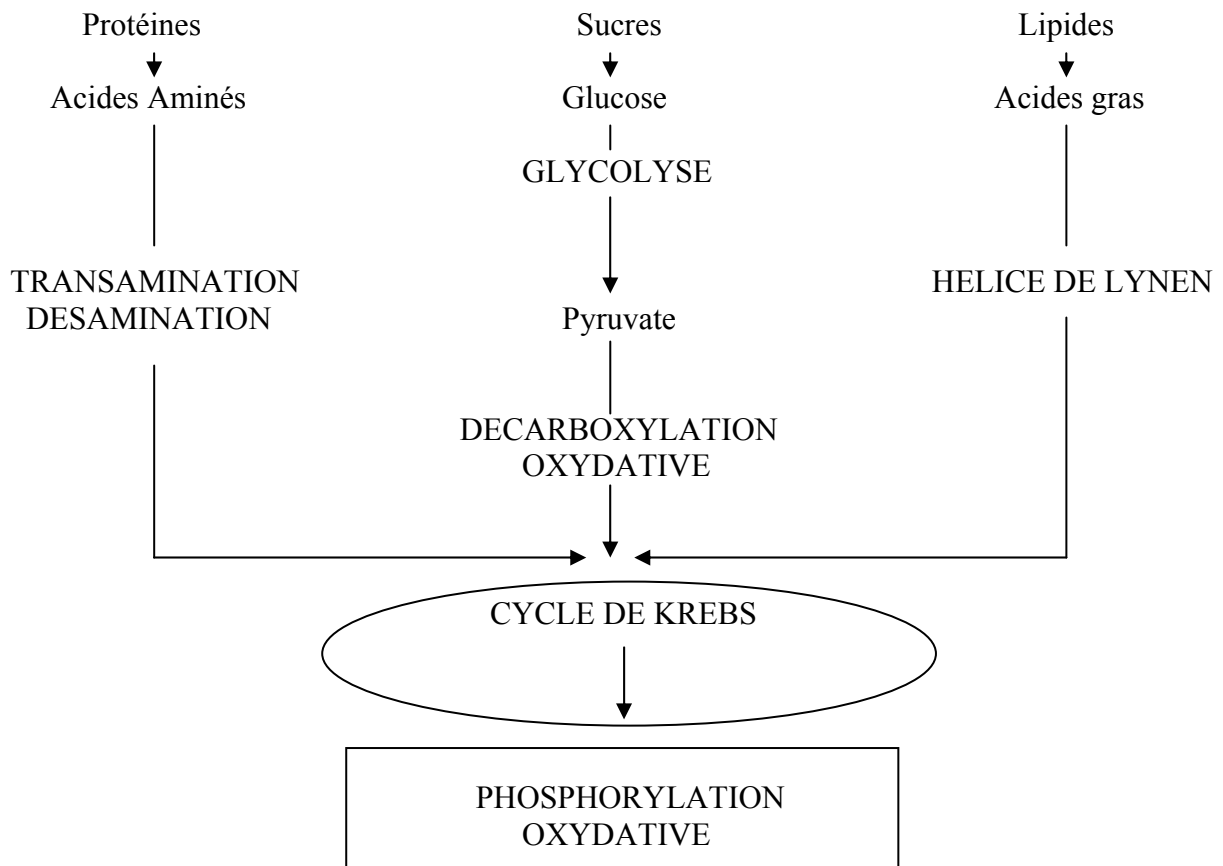 Protéines
Sucres
Lipides
Acides Aminés
Glucose
Acides gras
GLYCOLYSE
TRANSAMINATION
DESAMINATION
HELICE DE LYNEN
Pyruvate
DECARBOXYLATION
OXYDATIVE
CYCLE DE KREBS
PHOSPHORYLATION
OXYDATIVE